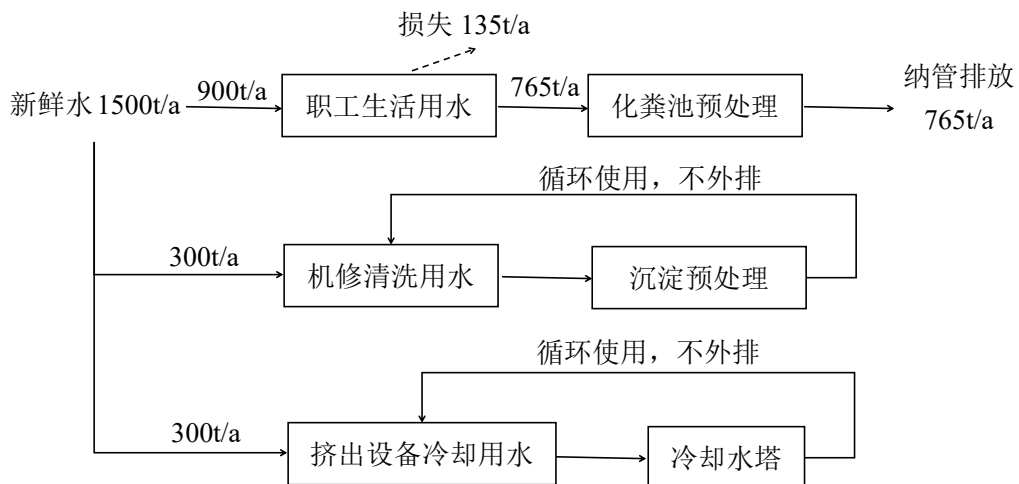 损失 135t/a
新鲜水 1500t/a
900t/a
职工生活用水
765t/a
化粪池预处理
纳管排放
765t/a
循环使用，不外排
300t/a
机修清洗用水
沉淀预处理
循环使用，不外排
300t/a
挤出设备冷却用水
冷却水塔